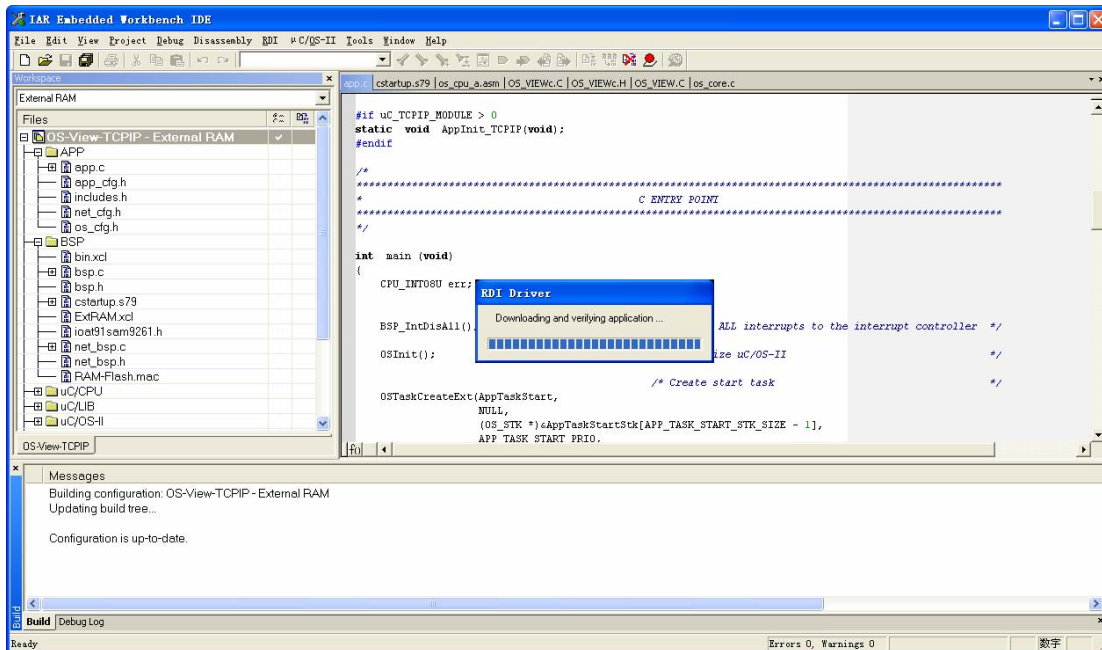 IAR Embedded Workbench IDE
File Edit View Project Debug Disassembly RDI µC/OS-II Tools Window Help
Workspace
External RAM
Files
OS-View-TCPIP - External RAM
APP
app.c
app_cfg.h
includes.h
net_cfg.h
os_cfg.h
BSP
bin.xcl
bsp.c
bsp.h
cstartup.s79
ExtRAM.xcl
ioat91sam9261.h
net_bsp.c
net_bsp.h
RAM-Flash.mac
uC/CPU
uC/LIB
uC/OS-II
OS-View-TCPIP
app.c | cstartup.s79 | os_cpu_a.asm | OS_VIEWc.C | OS_VIEWc.H | OS_VIEW.C | os_core.c
#if uC_TCPIP_MODULE > 0
static void AppInit_TCPIP(void);
#endif
/*
*********************************************************************************************************
* C ENTRY POINT
*********************************************************************************************************
*/
int main (void)
{
CPU_INT08U err;
BSP_IntDisAll() ALL interrupts to the interrupt controller */
OSInit(); ize uC/OS-II */
/* Create start task */
OSTaskCreateExt(AppTaskStart,
NULL,
(OS_STK *)&AppTaskStartStk[APP_TASK_START_STK_SIZE - 1],
APP_TASK_START_PRIO,
RDI Driver
Downloading and verifying application ...
f()
Messages
Building configuration: OS-View-TCPIP - External RAM
Updating build tree...
Configuration is up-to-date.
Build
Build Debug Log
Ready Errors 0, Warnings 0 数字